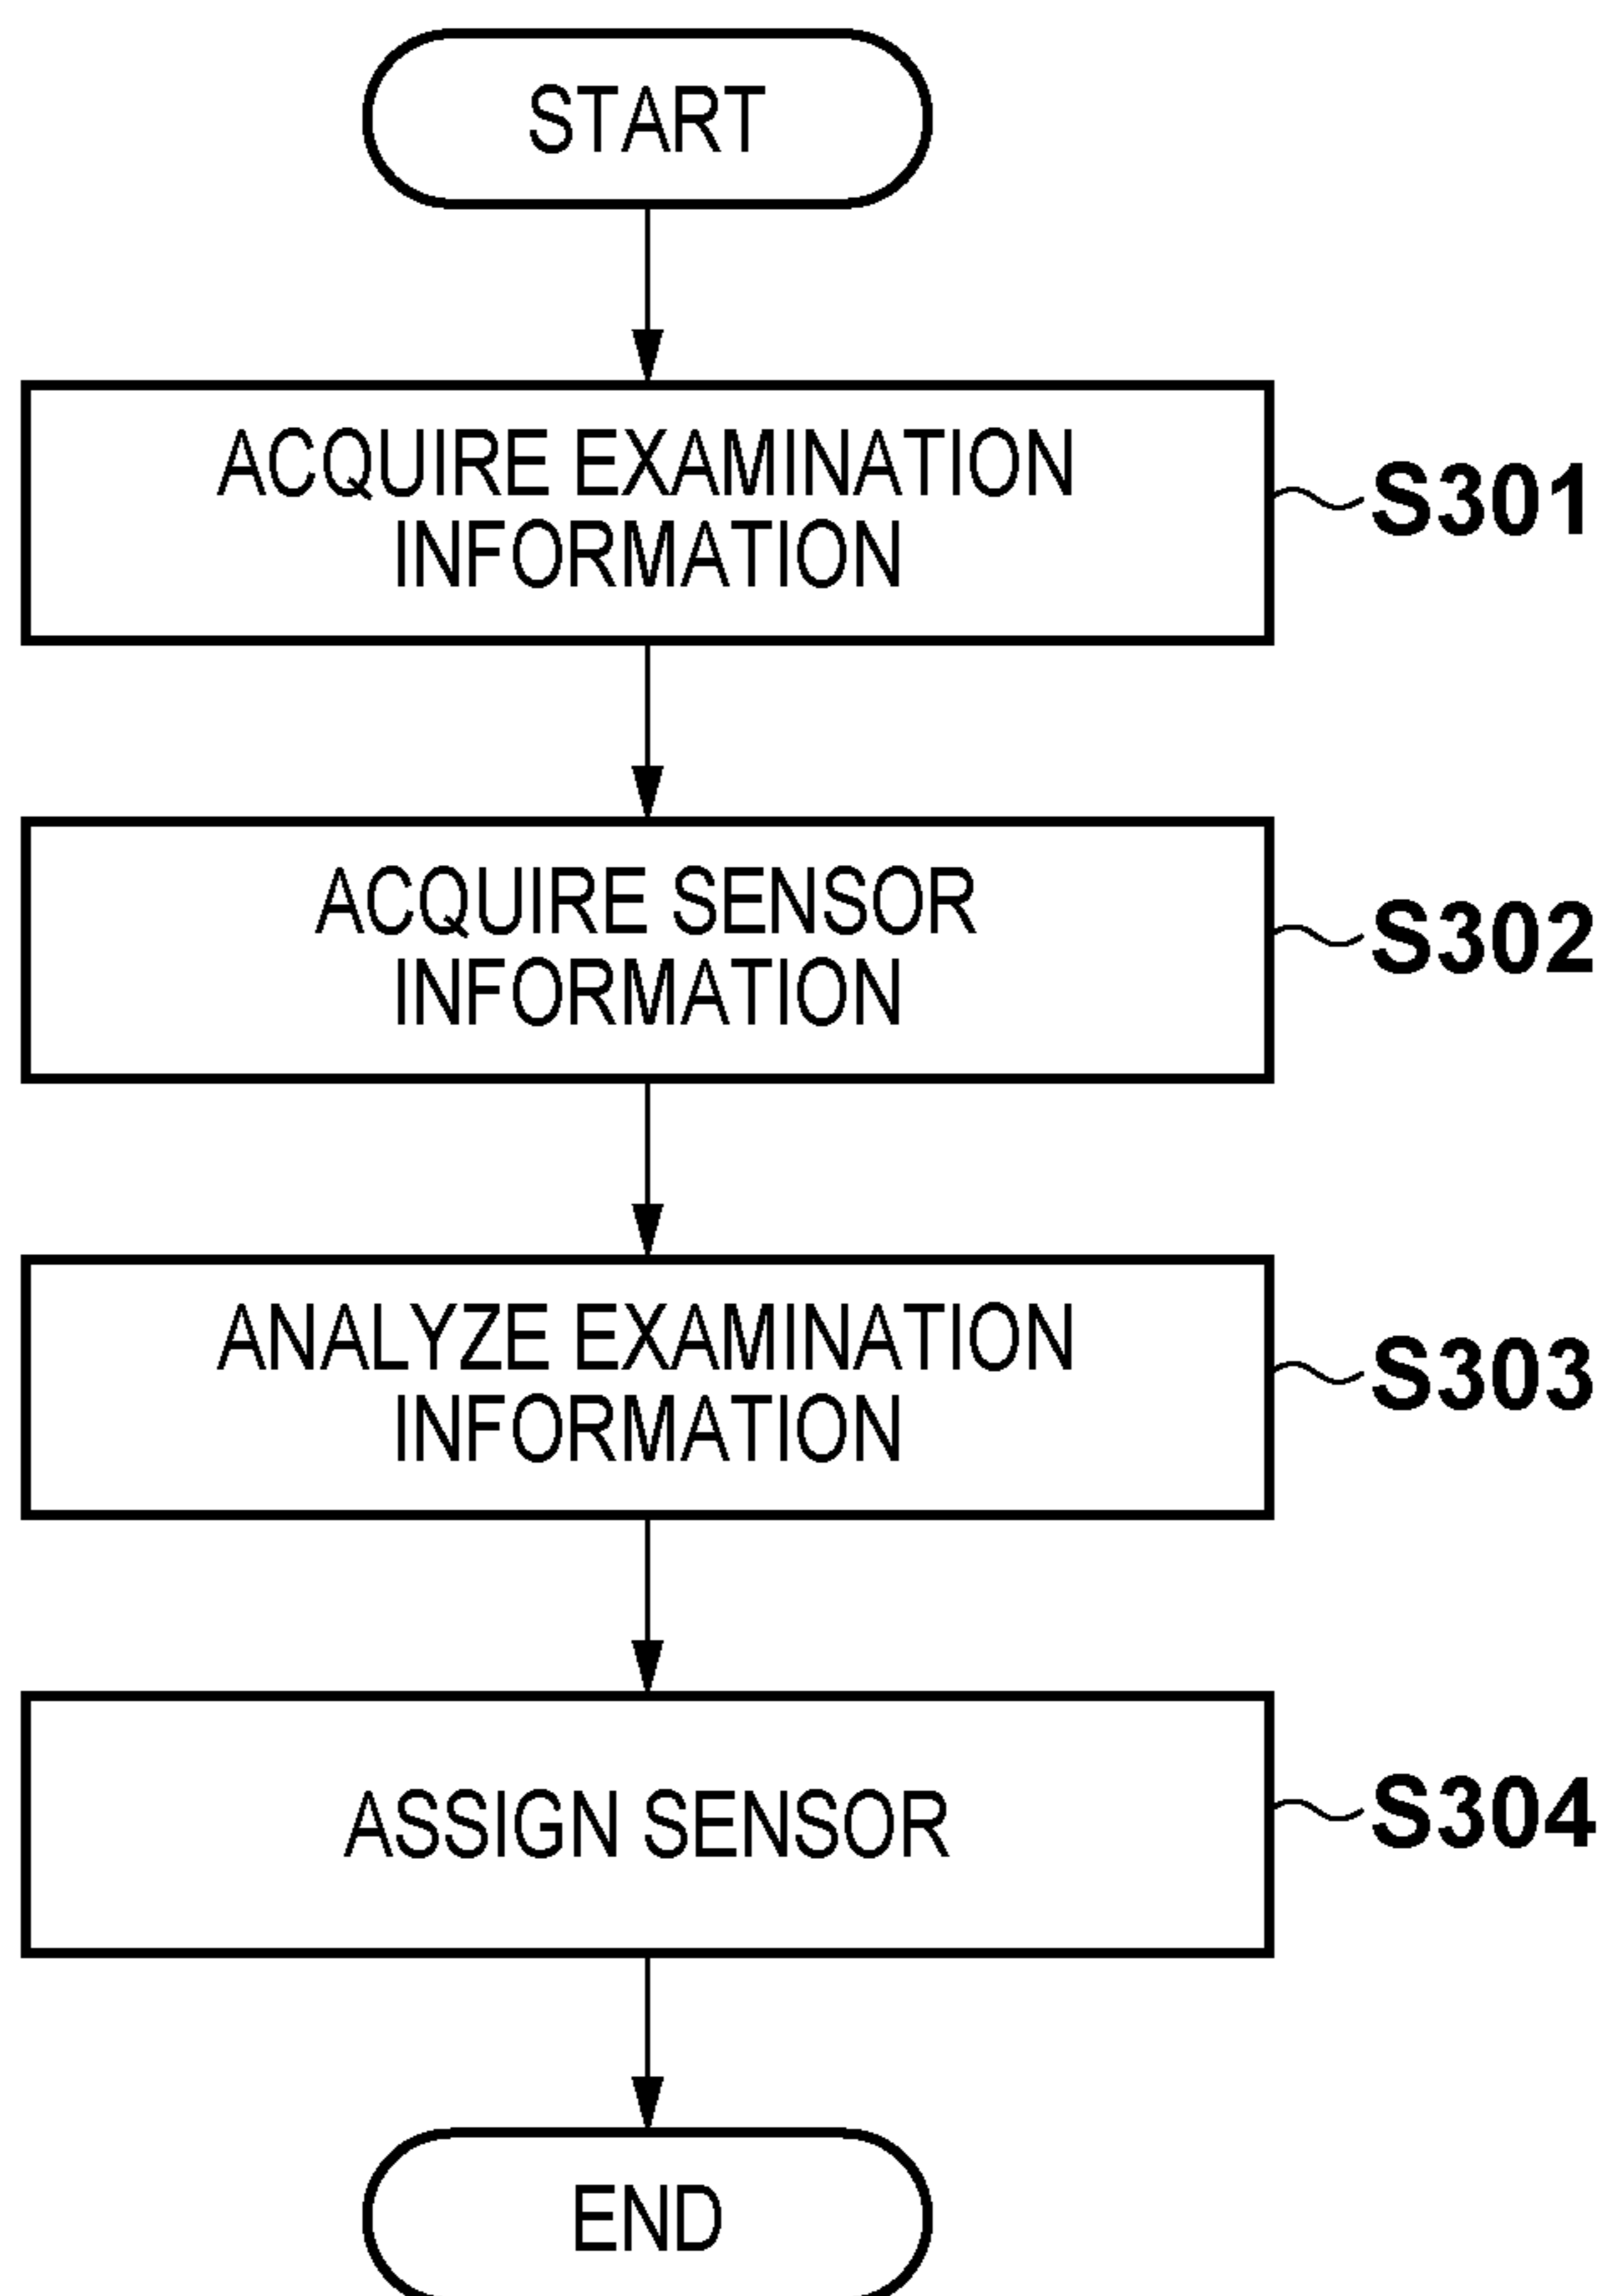 START
ACQUIRE EXAMINATION
INFORMATION
S301
ACQUIRE SENSOR
INFORMATION
S302
ANALYZE EXAMINATION
INFORMATION
S303
ASSIGN SENSOR
S304
END